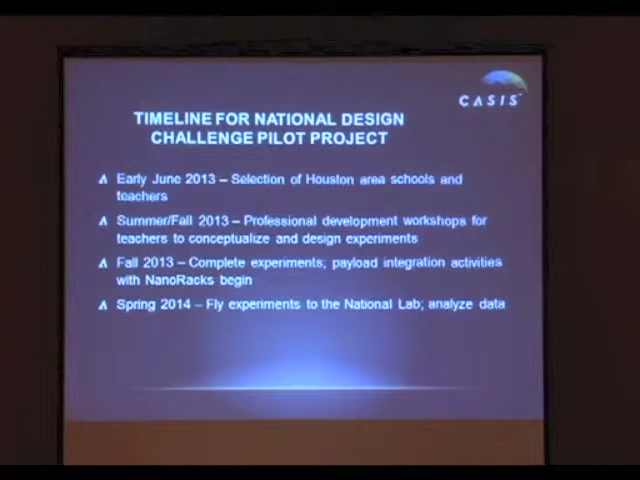 CASIS
TIMELINE FOR NATIONAL DESIGN
CHALLENGE PILOT PROJECT
Early June 2013 – Selection of Houston area schools and
teachers
Summer/Fall 2013 – Professional development workshops for
teachers to conceptualize and design experiments
Fall 2013 – Complete experiments; payload integration activities
with NanoRacks begin
Spring 2014 – Fly experiments to the National Lab; analyze data